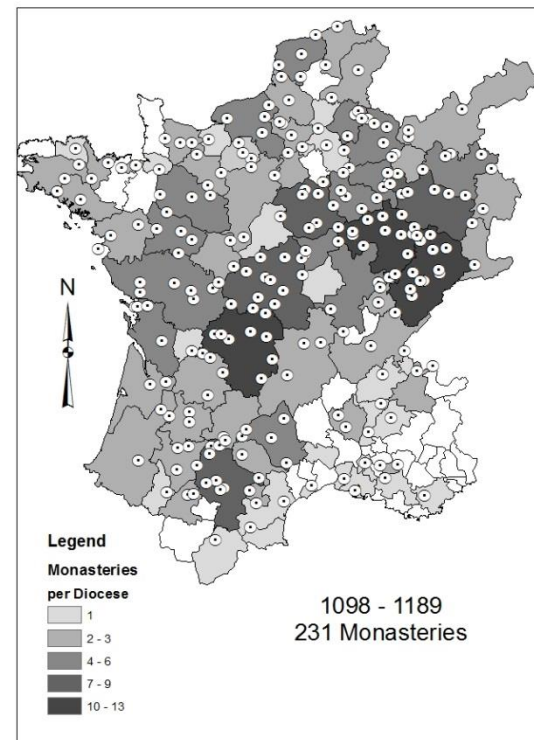 N
Legend
Monasteries
per Diocese
1
2 - 3
4 - 6
7 - 9
10 - 13
1098 - 1189
231 Monasteries